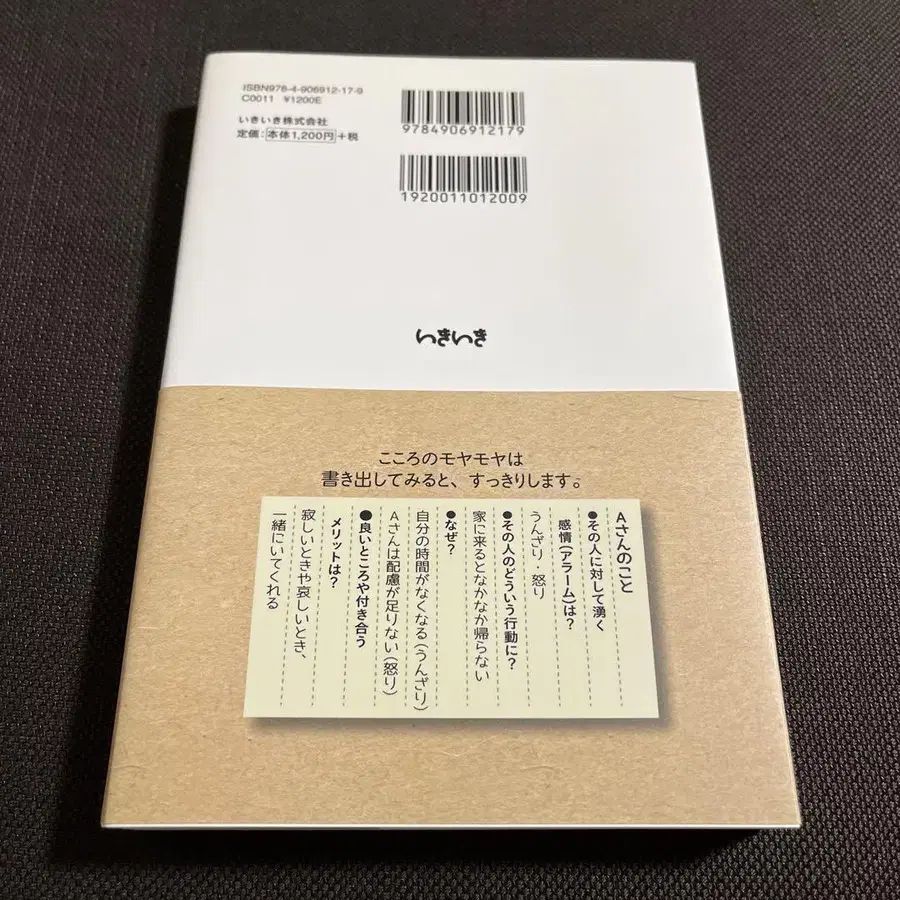 ISBN978-4-906912-17-9
C0011 ¥1200E
いきいき株式会社
定価：本体1,200円＋税
9784906912179
1920011012009
いきいき
こころのモヤモヤは
書き出してみると、すっきりします。
Aさんのこと
●その人に対して湧く
感情（アラーム）は？
うんざり・怒り
●その人のどういう行動に？
家に来るとなかなか帰らない
●なぜ？
自分の時間がなくなる（うんざり）
Aさんは配慮が足りない（怒り）
●良いところや付き合う
メリットは？
寂しいときや哀しいとき、
一緒にいてくれる